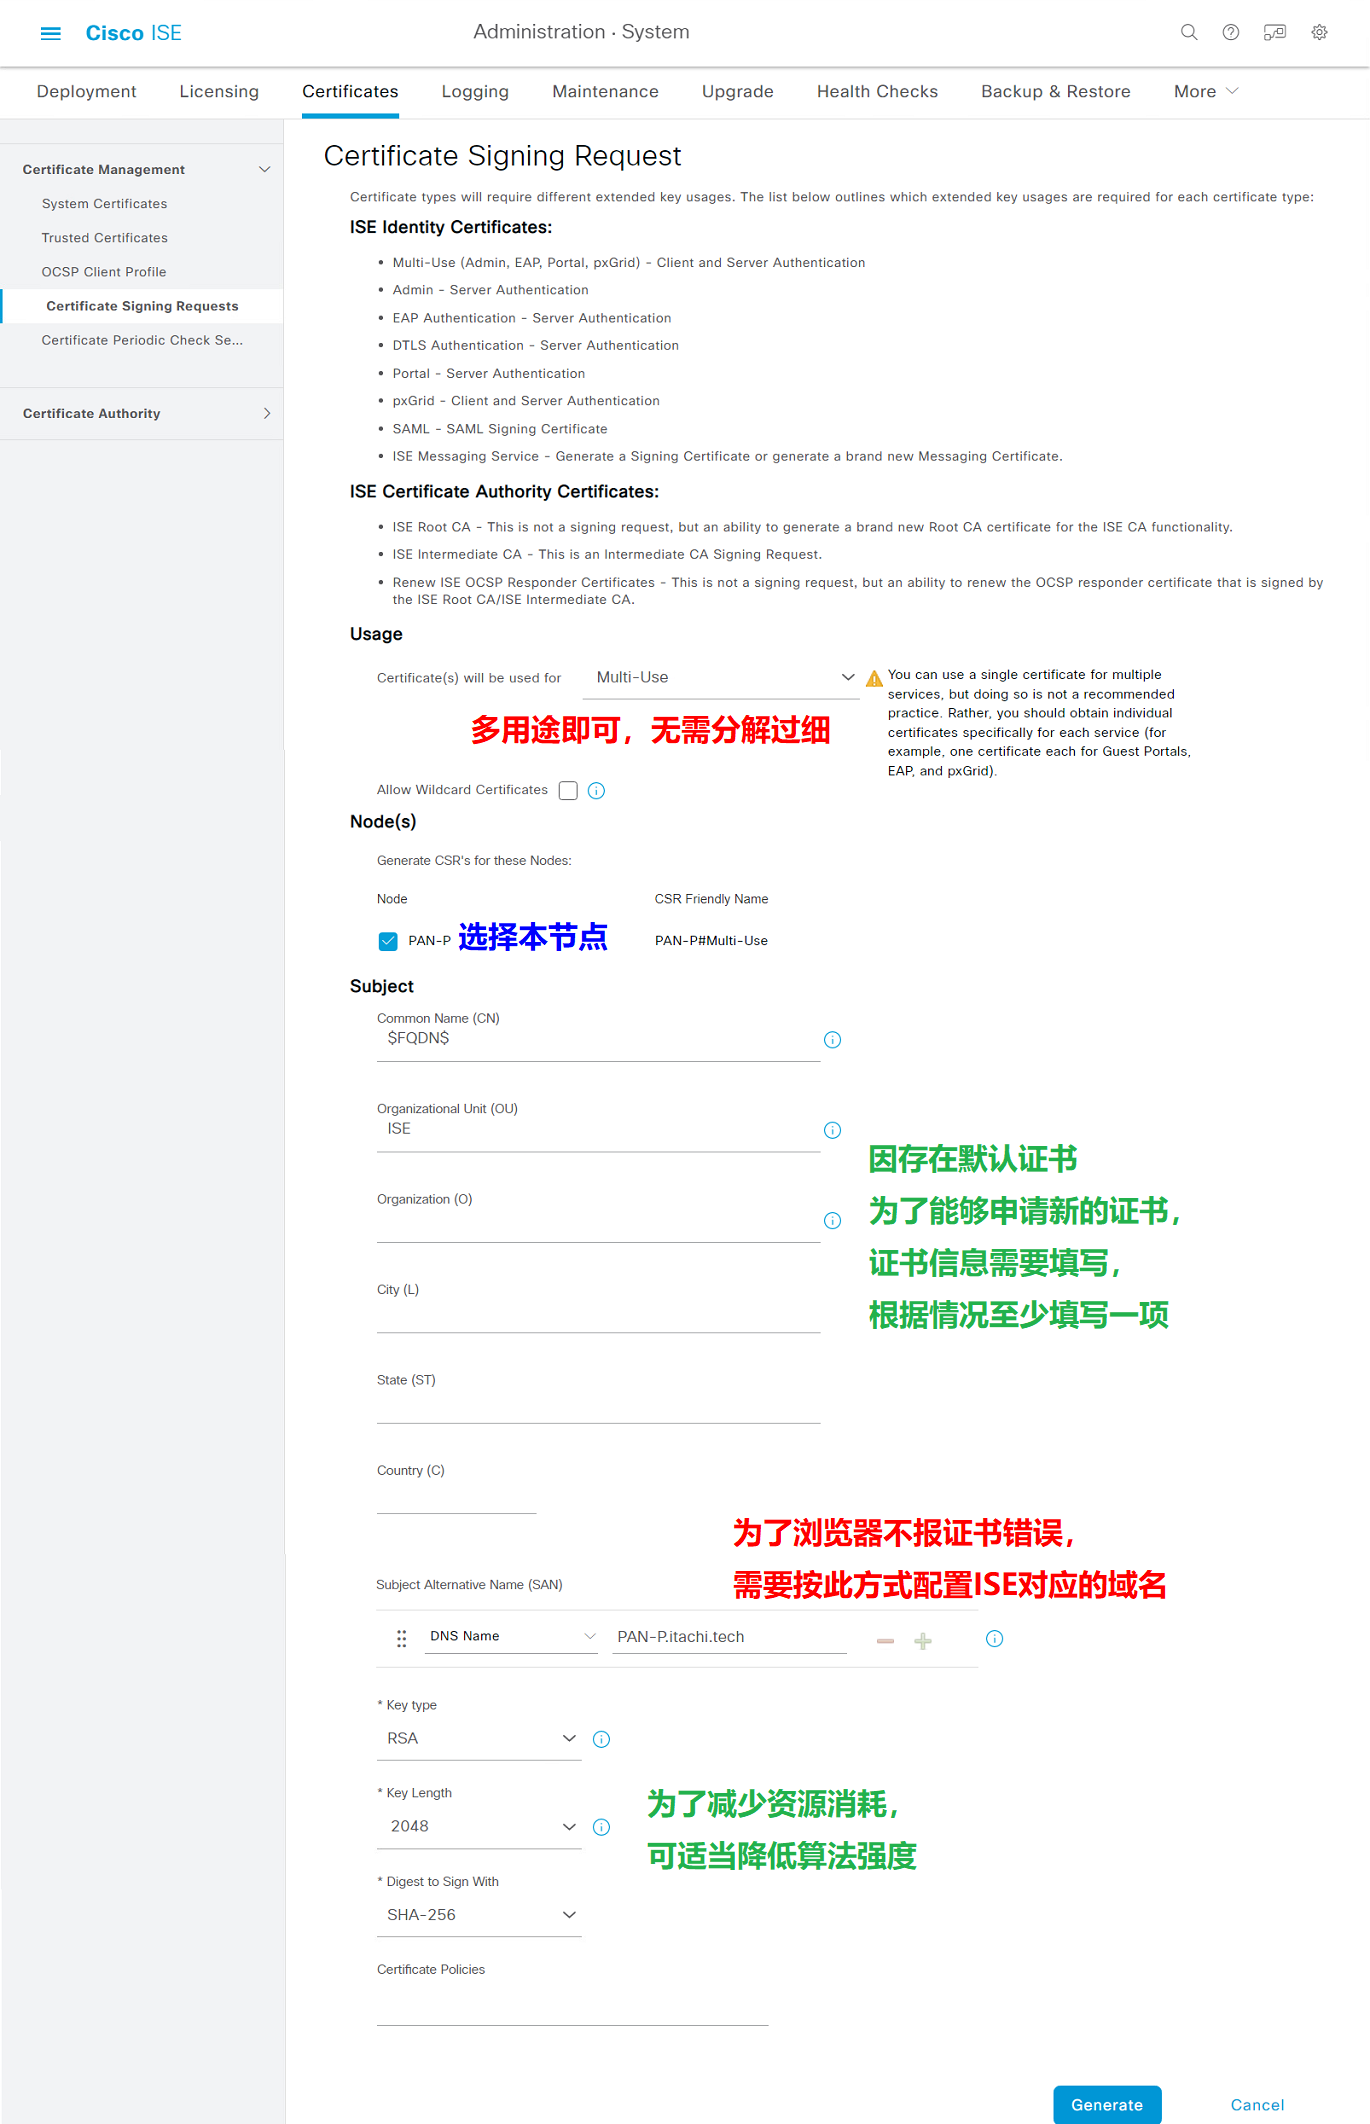 Cisco ISE
Administration · System
Deployment
Licensing
Certificates
Logging
Maintenance
Upgrade
Health Checks
Backup & Restore
More
Certificate Management
System Certificates
Trusted Certificates
OCSP Client Profile
Certificate Signing Requests
Certificate Periodic Check Se...
Certificate Authority
Certificate Signing Request
Certificate types will require different extended key usages. The list below outlines which extended key usages are required for each certificate type:
ISE Identity Certificates:
• Multi-Use (Admin, EAP, Portal, pxGrid) - Client and Server Authentication
• Admin - Server Authentication
• EAP Authentication - Server Authentication
• DTLS Authentication - Server Authentication
• Portal - Server Authentication
• pxGrid - Client and Server Authentication
• SAML - SAML Signing Certificate
• ISE Messaging Service - Generate a Signing Certificate or generate a brand new Messaging Certificate.
ISE Certificate Authority Certificates:
• ISE Root CA - This is not a signing request, but an ability to generate a brand new Root CA certificate for the ISE CA functionality.
• ISE Intermediate CA - This is an Intermediate CA Signing Request.
• Renew ISE OCSP Responder Certificates - This is not a signing request, but an ability to renew the OCSP responder certificate that is signed by
the ISE Root CA/ISE Intermediate CA.
Usage
Certificate(s) will be used for
Multi-Use
You can use a single certificate for multiple
services, but doing so is not a recommended
practice. Rather, you should obtain individual
certificates specifically for each service (for
example, one certificate each for Guest Portals,
EAP, and pxGrid).
多用途即可，无需分解过细
Allow Wildcard Certificates
Node(s)
Generate CSR's for these Nodes:
Node
CSR Friendly Name
PAN-P
选择本节点
PAN-P#Multi-Use
Subject
Common Name (CN)
$FQDN$
Organizational Unit (OU)
ISE
因存在默认证书
为了能够申请新的证书，
证书信息需要填写，
根据情况至少填写一项
Organization (O)
City (L)
State (ST)
Country (C)
为了浏览器不报证书错误，
需要按此方式配置ISE对应的域名
Subject Alternative Name (SAN)
DNS Name
PAN-P.itachi.tech
* Key type
RSA
* Key Length
2048
为了减少资源消耗，
可适当降低算法强度
* Digest to Sign With
SHA-256
Certificate Policies
Generate
Cancel